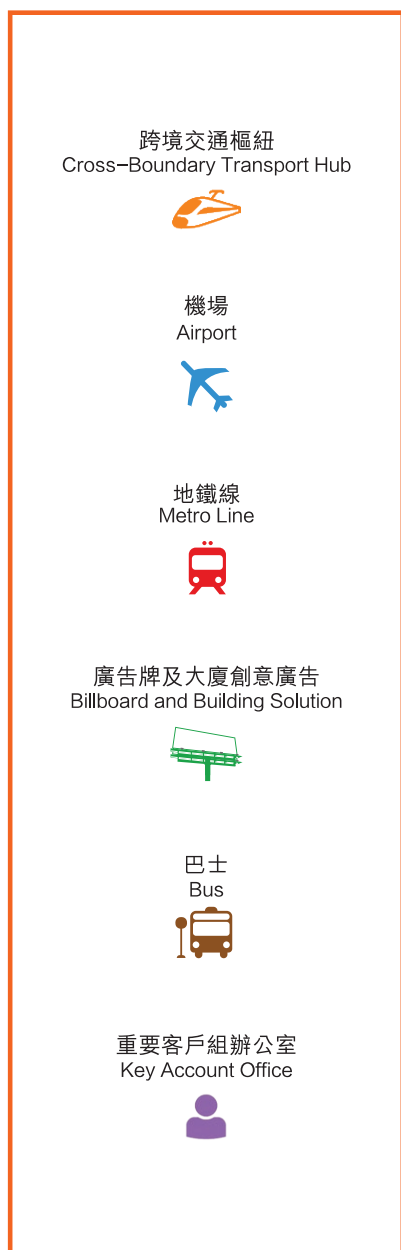 跨境交通樞紐
Cross-Boundary Transport Hub
機場
Airport
地鐵線
Metro Line
廣告牌及大廈創意廣告
Billboard and Building Solution
巴士
Bus
重要客戶組辦公室
Key Account Office